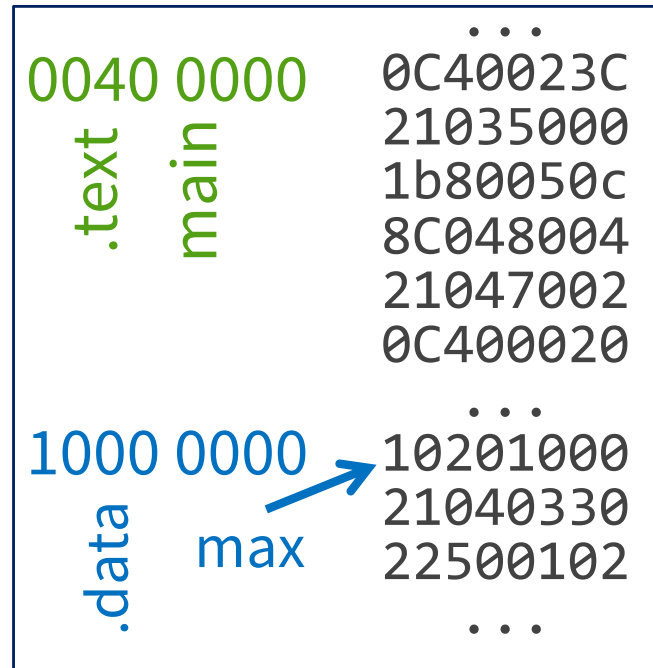 ...
0040 0000 0C40023C
.text main 21035000
1b80050c
8C048004
21047002
0C400020
...
1000 0000 10201000
.data max 21040330
22500102
...